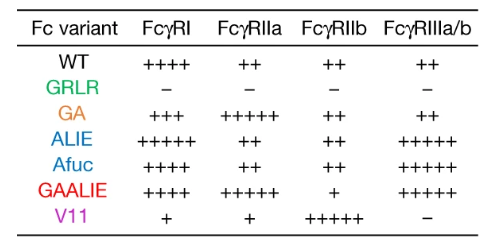 Fc variant FcγRI FcγRIIa FcγRIIb FcγRIIIa/b
WT ++++ ++ ++ ++
GRLR – – – –
GA +++ +++++ ++ ++
ALIE +++++ ++ ++ +++++
Afuc ++++ ++ ++ +++++
GAALIE ++++ +++++ + +++++
V11 + + +++++ –